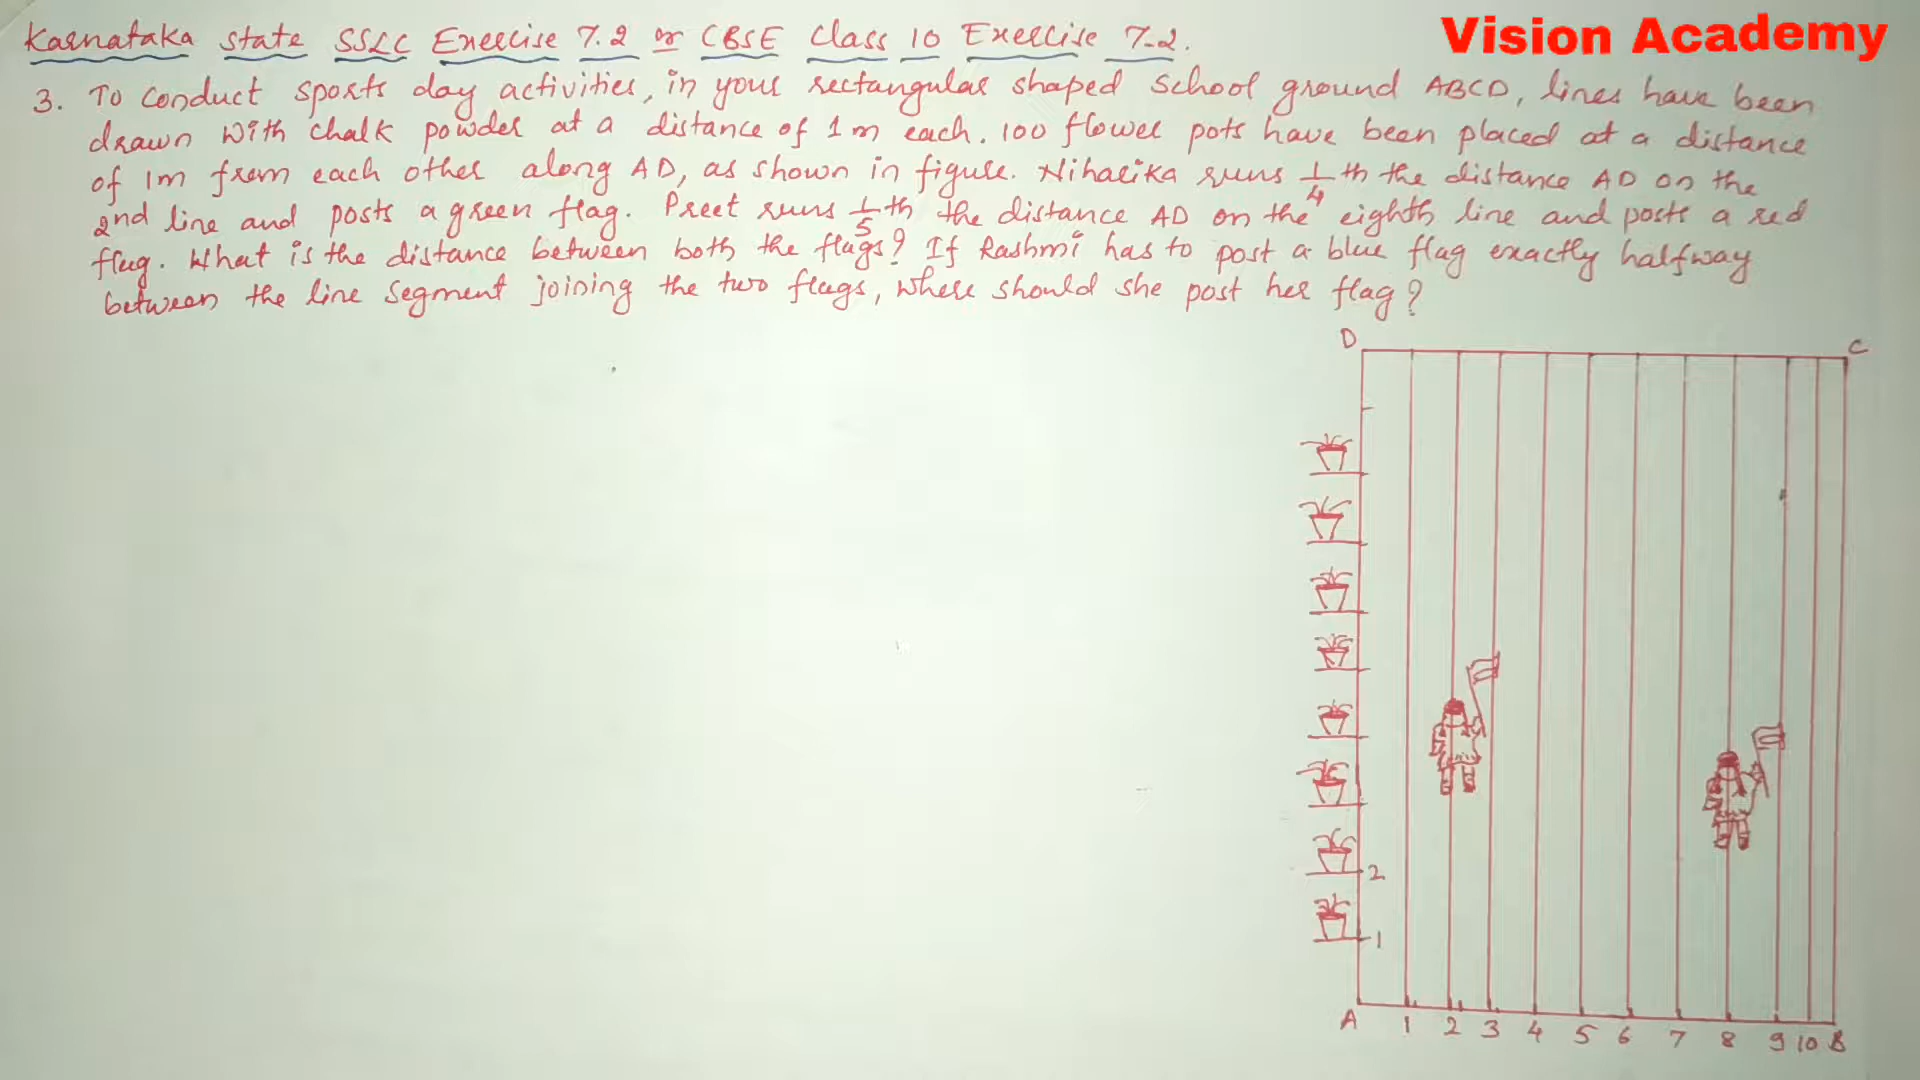 Karnataka state SSLC Exercise 7.2 or CBSE Class 10 Exercise 7.2.
Vision Academy
3. To conduct sports day activities, in your rectangular shaped School ground ABCD, lines have been
drawn with chalk powder at a distance of 1 m each. 100 flower pots have been placed at a distance
of 1m from each other along AD, as shown in figure. Niharika runs 1/4 th the distance AD on the
2nd line and posts a green flag. Preet runs 1/5 th the distance AD on the eighth line and posts a red
flag. What is the distance between both the flags? If Rashmi has to post a blue flag exactly halfway
between the line segment joining the two flags, where should she post her flag?
D
C
2
1
A 1 2 3 4 5 6 7 8 9 10 B